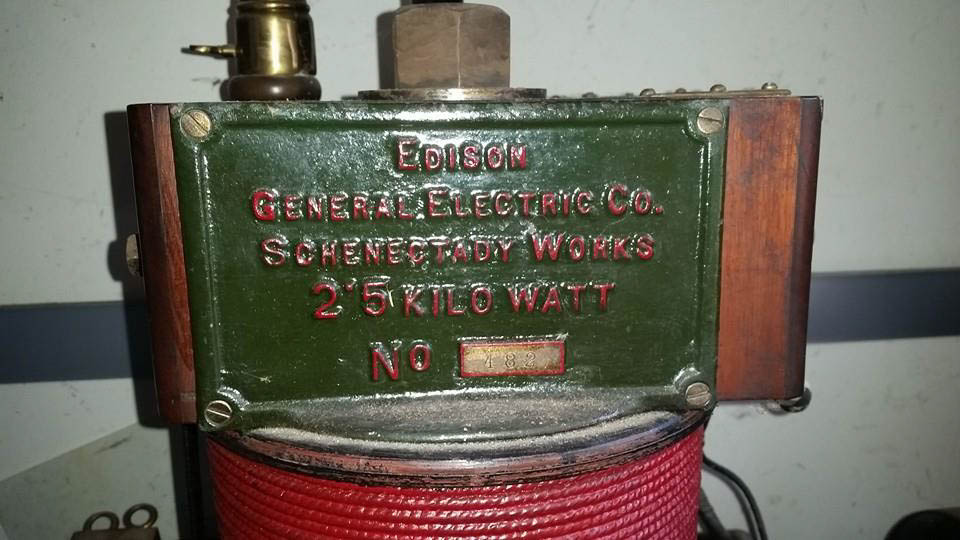 EDISON
GENERAL ELECTRIC CO.
SCHENECTADY WORKS
2·5 KILO WATT
NO 482